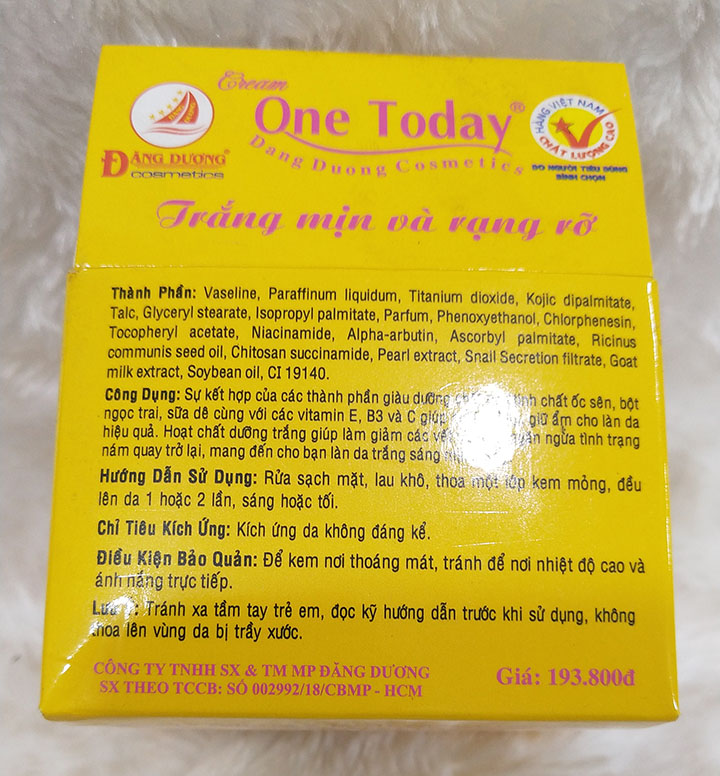 Cream
One Today®
Dang Duong Cosmetics
ĐĂNG DƯƠNG®
cosmetics
HÀNG VIỆT NAM
CHẤT LƯỢNG CAO
DO NGƯỜI TIÊU DÙNG
BÌNH CHỌN
Trắng mịn và rạng rỡ
Thành Phần: Vaseline, Paraffinum liquidum, Titanium dioxide, Kojic dipalmitate,
Talc, Glyceryl stearate, Isopropyl palmitate, Parfum, Phenoxyethanol, Chlorphenesin,
Tocopheryl acetate, Niacinamide, Alpha-arbutin, Ascorbyl palmitate, Ricinus
communis seed oil, Chitosan succinamide, Pearl extract, Snail Secretion filtrate, Goat
milk extract, Soybean oil, CI 19140.
Công Dụng: Sự kết hợp của các thành phần giàu dưỡng chất ốc sên, bột
ngọc trai, sữa dê cùng với các vitamin E, B3 và C giúp giữ ẩm cho làn da
hiệu quả. Hoạt chất dưỡng trắng giúp làm giảm các ngừa tình trạng
nám quay trở lại, mang đến cho bạn làn da trắng sáng
Hướng Dẫn Sử Dụng: Rửa sạch mặt, lau khô, thoa một lớp kem mỏng, đều
lên da 1 hoặc 2 lần, sáng hoặc tối.
Chỉ Tiêu Kích Ứng: Kích ứng da không đáng kể.
Điều Kiện Bảo Quản: Để kem nơi thoáng mát, tránh để nơi nhiệt độ cao và
ánh nắng trực tiếp.
Lưu ý: Tránh xa tầm tay trẻ em, đọc kỹ hướng dẫn trước khi sử dụng, không
thoa lên vùng da bị trầy xước.
CÔNG TY TNHH SX & TM MP ĐĂNG DƯƠNG
SX THEO TCCB: SỐ 002992/18/CBMP - HCM
Giá: 193.800đ